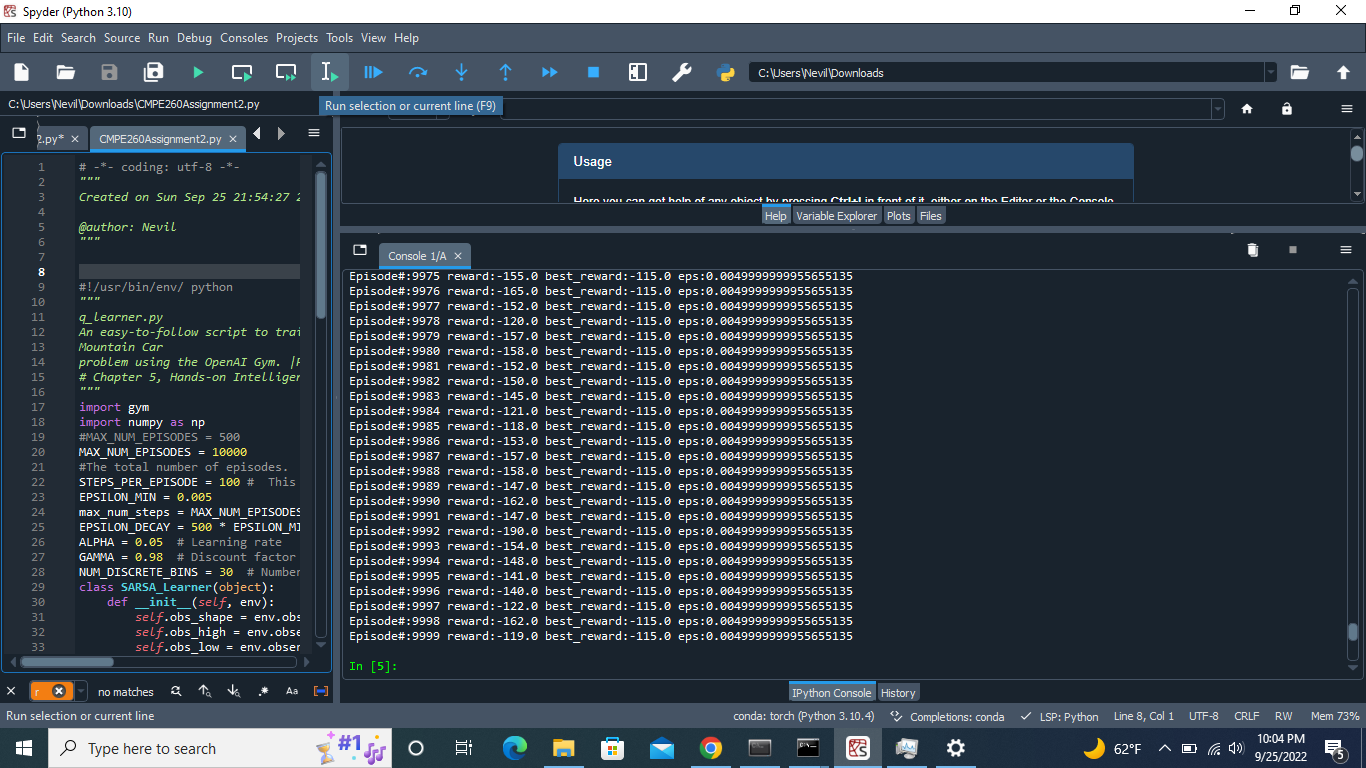 Spyder (Python 3.10)
File Edit Search Source Run Debug Consoles Projects Tools View Help
C:\Users\Nevil\Downloads
C:\Users\Nevil\Downloads\CMPE260Assignment2.py
Run selection or current line (F9)
2.py*
CMPE260Assignment2.py
1 # -*- coding: utf-8 -*-
2 """
3 Created on Sun Sep 25 21:54:27 2
4
5 @author: Nevil
6 """
7
8
9 #!/usr/bin/env/ python
10 """
11 q_learner.py
12 An easy-to-follow script to trai
13 Mountain Car
14 problem using the OpenAI Gym. |P
15 # Chapter 5, Hands-on Intelliger
16 """
17 import gym
18 import numpy as np
19 #MAX_NUM_EPISODES = 500
20 MAX_NUM_EPISODES = 10000
21 #The total number of episodes.
22 STEPS_PER_EPISODE = 100 # This
23 EPSILON_MIN = 0.005
24 max_num_steps = MAX_NUM_EPISODES
25 EPSILON_DECAY = 500 * EPSILON_MI
26 ALPHA = 0.05 # Learning rate
27 GAMMA = 0.98 # Discount factor
28 NUM_DISCRETE_BINS = 30 # Number
29 class SARSA_Learner(object):
30 def __init__(self, env):
31 self.obs_shape = env.obs
32 self.obs_high = env.obse
33 self.obs_low = env.obser
r
no matches
Aa
Usage
Here you can get help of any object by pressing Ctrl+I in front of it, either on the Editor or the Console.
Help Variable Explorer Plots Files
Console 1/A
Episode#:9975 reward:-155.0 best_reward:-115.0 eps:0.0049999999955655135
Episode#:9976 reward:-165.0 best_reward:-115.0 eps:0.0049999999955655135
Episode#:9977 reward:-152.0 best_reward:-115.0 eps:0.0049999999955655135
Episode#:9978 reward:-120.0 best_reward:-115.0 eps:0.0049999999955655135
Episode#:9979 reward:-157.0 best_reward:-115.0 eps:0.0049999999955655135
Episode#:9980 reward:-158.0 best_reward:-115.0 eps:0.0049999999955655135
Episode#:9981 reward:-152.0 best_reward:-115.0 eps:0.0049999999955655135
Episode#:9982 reward:-150.0 best_reward:-115.0 eps:0.0049999999955655135
Episode#:9983 reward:-145.0 best_reward:-115.0 eps:0.0049999999955655135
Episode#:9984 reward:-121.0 best_reward:-115.0 eps:0.0049999999955655135
Episode#:9985 reward:-118.0 best_reward:-115.0 eps:0.0049999999955655135
Episode#:9986 reward:-153.0 best_reward:-115.0 eps:0.0049999999955655135
Episode#:9987 reward:-157.0 best_reward:-115.0 eps:0.0049999999955655135
Episode#:9988 reward:-158.0 best_reward:-115.0 eps:0.0049999999955655135
Episode#:9989 reward:-147.0 best_reward:-115.0 eps:0.0049999999955655135
Episode#:9990 reward:-162.0 best_reward:-115.0 eps:0.0049999999955655135
Episode#:9991 reward:-147.0 best_reward:-115.0 eps:0.0049999999955655135
Episode#:9992 reward:-190.0 best_reward:-115.0 eps:0.0049999999955655135
Episode#:9993 reward:-154.0 best_reward:-115.0 eps:0.0049999999955655135
Episode#:9994 reward:-148.0 best_reward:-115.0 eps:0.0049999999955655135
Episode#:9995 reward:-141.0 best_reward:-115.0 eps:0.0049999999955655135
Episode#:9996 reward:-140.0 best_reward:-115.0 eps:0.0049999999955655135
Episode#:9997 reward:-122.0 best_reward:-115.0 eps:0.0049999999955655135
Episode#:9998 reward:-162.0 best_reward:-115.0 eps:0.0049999999955655135
Episode#:9999 reward:-119.0 best_reward:-115.0 eps:0.0049999999955655135
In [5]:
IPython Console History
Run selection or current line
conda: torch (Python 3.10.4) Completions: conda LSP: Python Line 8, Col 1 UTF-8 CRLF RW Mem 73%
Type here to search
#1
62°F
10:04 PM
9/25/2022
5